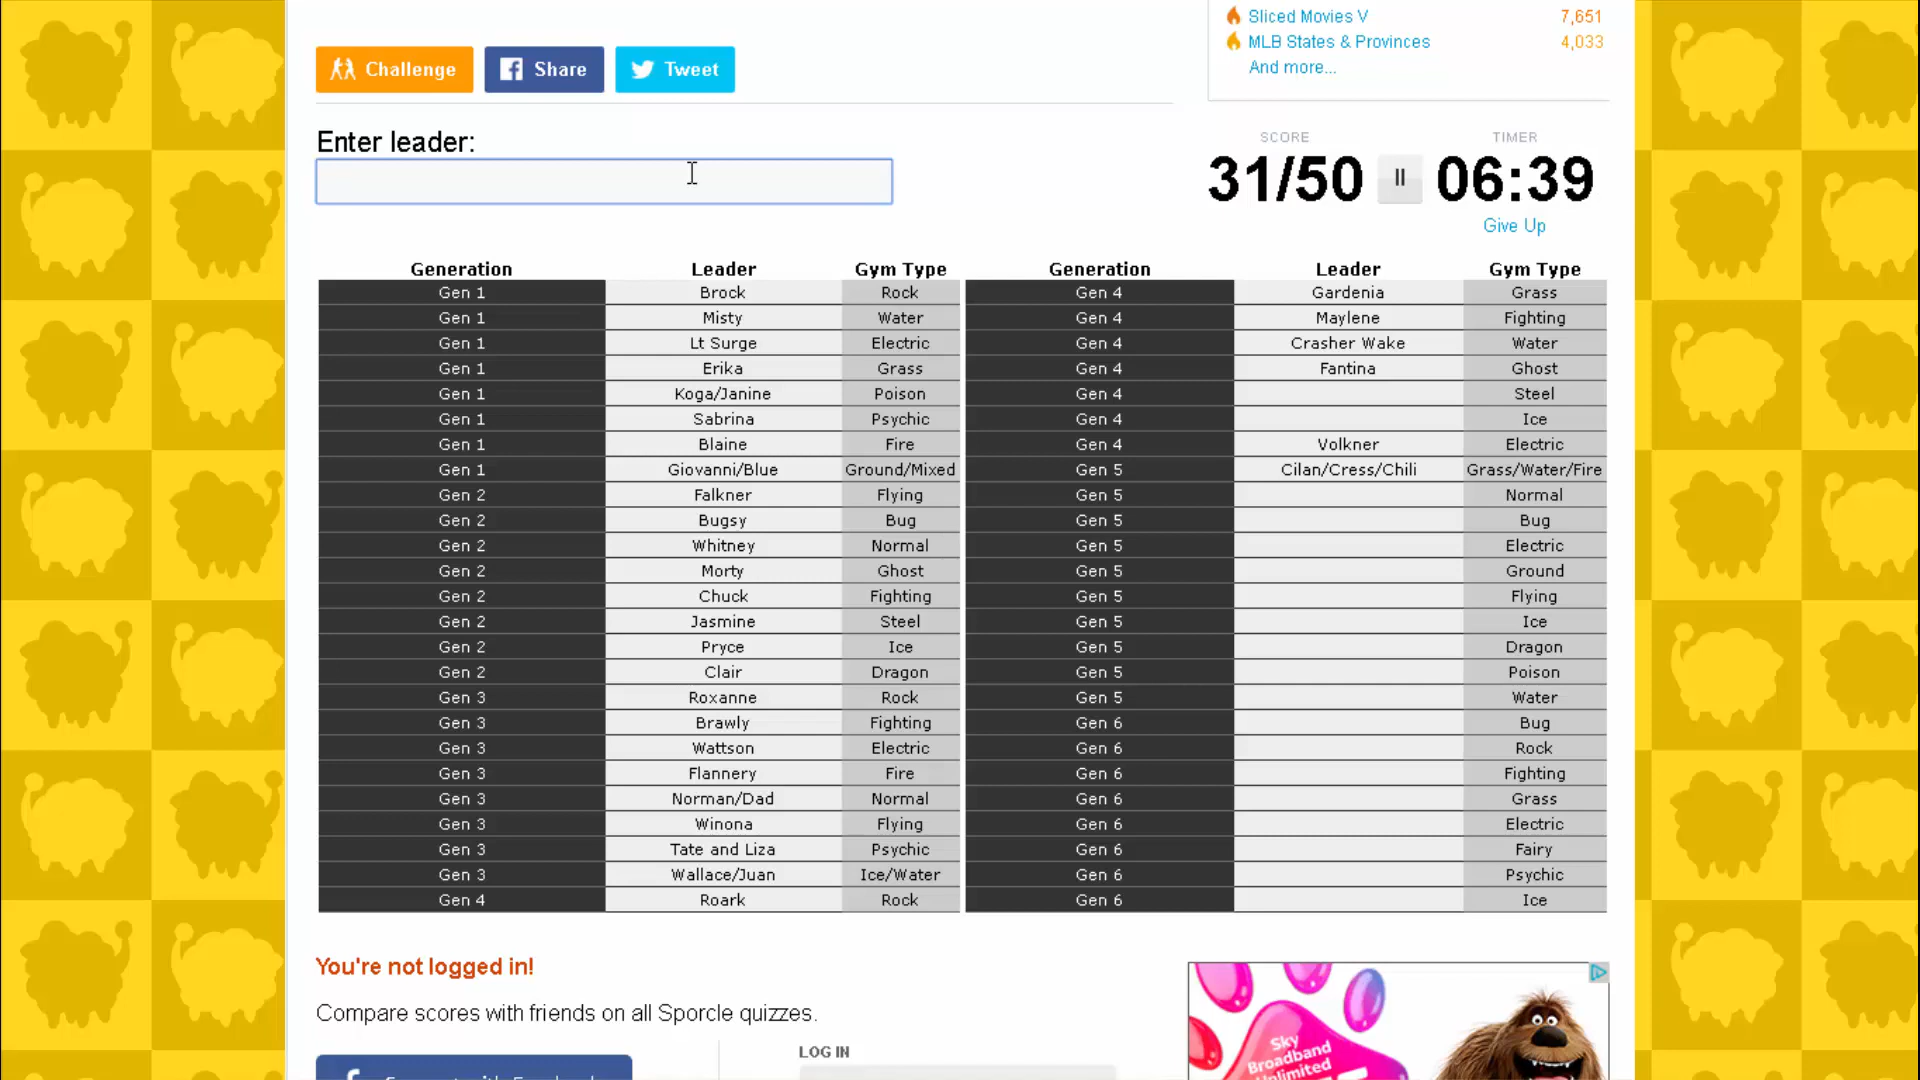 Sliced Movies V 7,651
MLB States & Provinces 4,033
And more...
Challenge Share Tweet
Enter leader:
SCORE TIMER
31/50 06:39
Give Up
Generation Leader Gym Type Generation Leader Gym Type
Gen 1 Brock Rock Gen 4 Gardenia Grass
Gen 1 Misty Water Gen 4 Maylene Fighting
Gen 1 Lt Surge Electric Gen 4 Crasher Wake Water
Gen 1 Erika Grass Gen 4 Fantina Ghost
Gen 1 Koga/Janine Poison Gen 4 Steel
Gen 1 Sabrina Psychic Gen 4 Ice
Gen 1 Blaine Fire Gen 4 Volkner Electric
Gen 1 Giovanni/Blue Ground/Mixed Gen 5 Cilan/Cress/Chili Grass/Water/Fire
Gen 2 Falkner Flying Gen 5 Normal
Gen 2 Bugsy Bug Gen 5 Bug
Gen 2 Whitney Normal Gen 5 Electric
Gen 2 Morty Ghost Gen 5 Ground
Gen 2 Chuck Fighting Gen 5 Flying
Gen 2 Jasmine Steel Gen 5 Ice
Gen 2 Pryce Ice Gen 5 Dragon
Gen 2 Clair Dragon Gen 5 Poison
Gen 3 Roxanne Rock Gen 5 Water
Gen 3 Brawly Fighting Gen 6 Bug
Gen 3 Wattson Electric Gen 6 Rock
Gen 3 Flannery Fire Gen 6 Fighting
Gen 3 Norman/Dad Normal Gen 6 Grass
Gen 3 Winona Flying Gen 6 Electric
Gen 3 Tate and Liza Psychic Gen 6 Fairy
Gen 3 Wallace/Juan Ice/Water Gen 6 Psychic
Gen 4 Roark Rock Gen 6 Ice
You're not logged in!
Compare scores with friends on all Sporcle quizzes.
LOG IN
Sky
Broadband
Unlimited